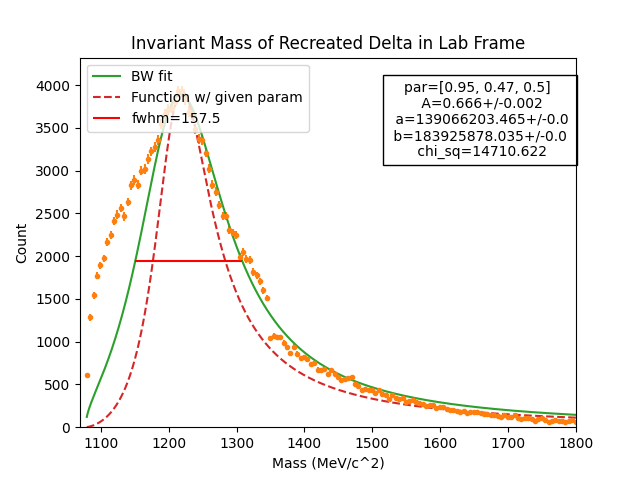 Invariant Mass of Recreated Delta in Lab Frame
BW fit
Function w/ given param
fwhm=157.5
par=[0.95, 0.47, 0.5]
A=0.666+/-0.002
a=139066203.465+/-0.0
b=183925878.035+/-0.0
chi_sq=14710.622
Count
4000
3500
3000
2500
2000
1500
1000
500
0
1100 1200 1300 1400 1500 1600 1700 1800
Mass (MeV/c^2)